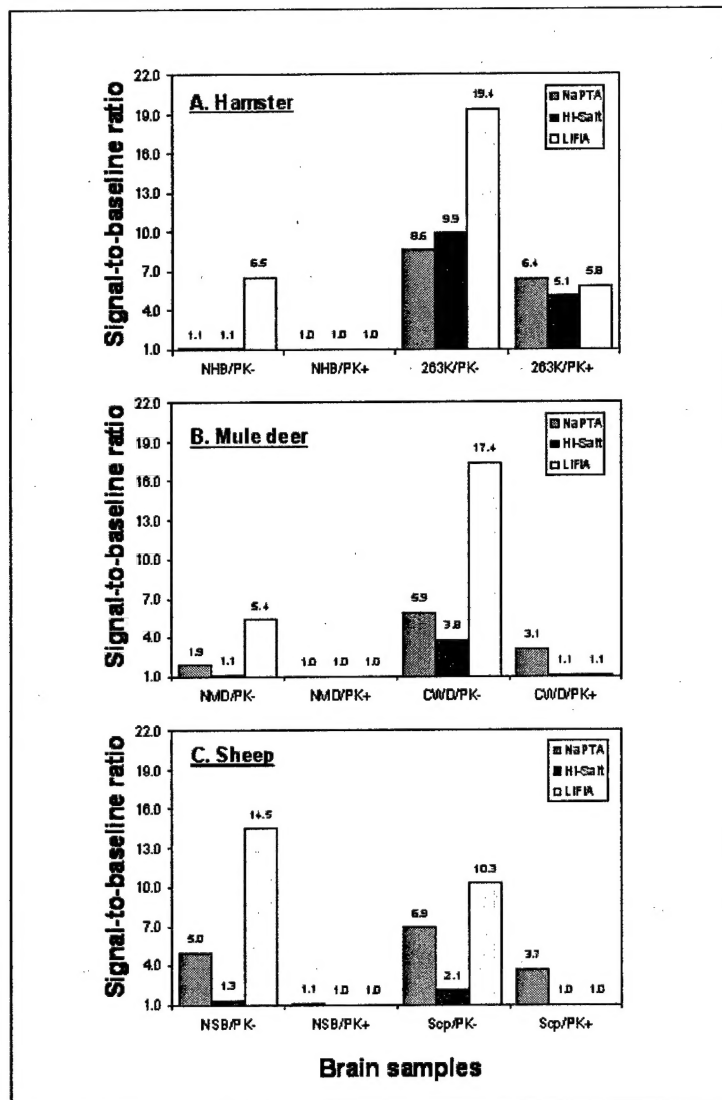 22.0
19.0
16.0
13.0
10.0
7.0
4.0
1.0
Signal-to-baseline ratio
A. Hamster
NaPTA
Hi-Salt
LIFIA
1.1 1.1 6.5
1.0 1.0 1.0
8.6 9.9 19.4
6.4 5.1 5.8
NHB/PK- NHB/PK+ 263K/PK- 263K/PK+
22.0
19.0
16.0
13.0
10.0
7.0
4.0
1.0
Signal-to-baseline ratio
B. Mule deer
NaPTA
Hi-Salt
LIFIA
1.9 1.1 5.4
1.0 1.0 1.0
5.9 3.8 17.4
3.1 1.1 1.1
NMD/PK- NMD/PK+ CWD/PK- CWD/PK+
22.0
19.0
16.0
13.0
10.0
7.0
4.0
1.0
Signal-to-baseline ratio
C. Sheep
NaPTA
Hi-Salt
LIFIA
5.0 1.3 14.5
1.1 1.0 1.0
6.9 2.1 10.3
3.7 1.0 1.0
NSB/PK- NSB/PK+ Scp/PK- Scp/PK+
Brain samples